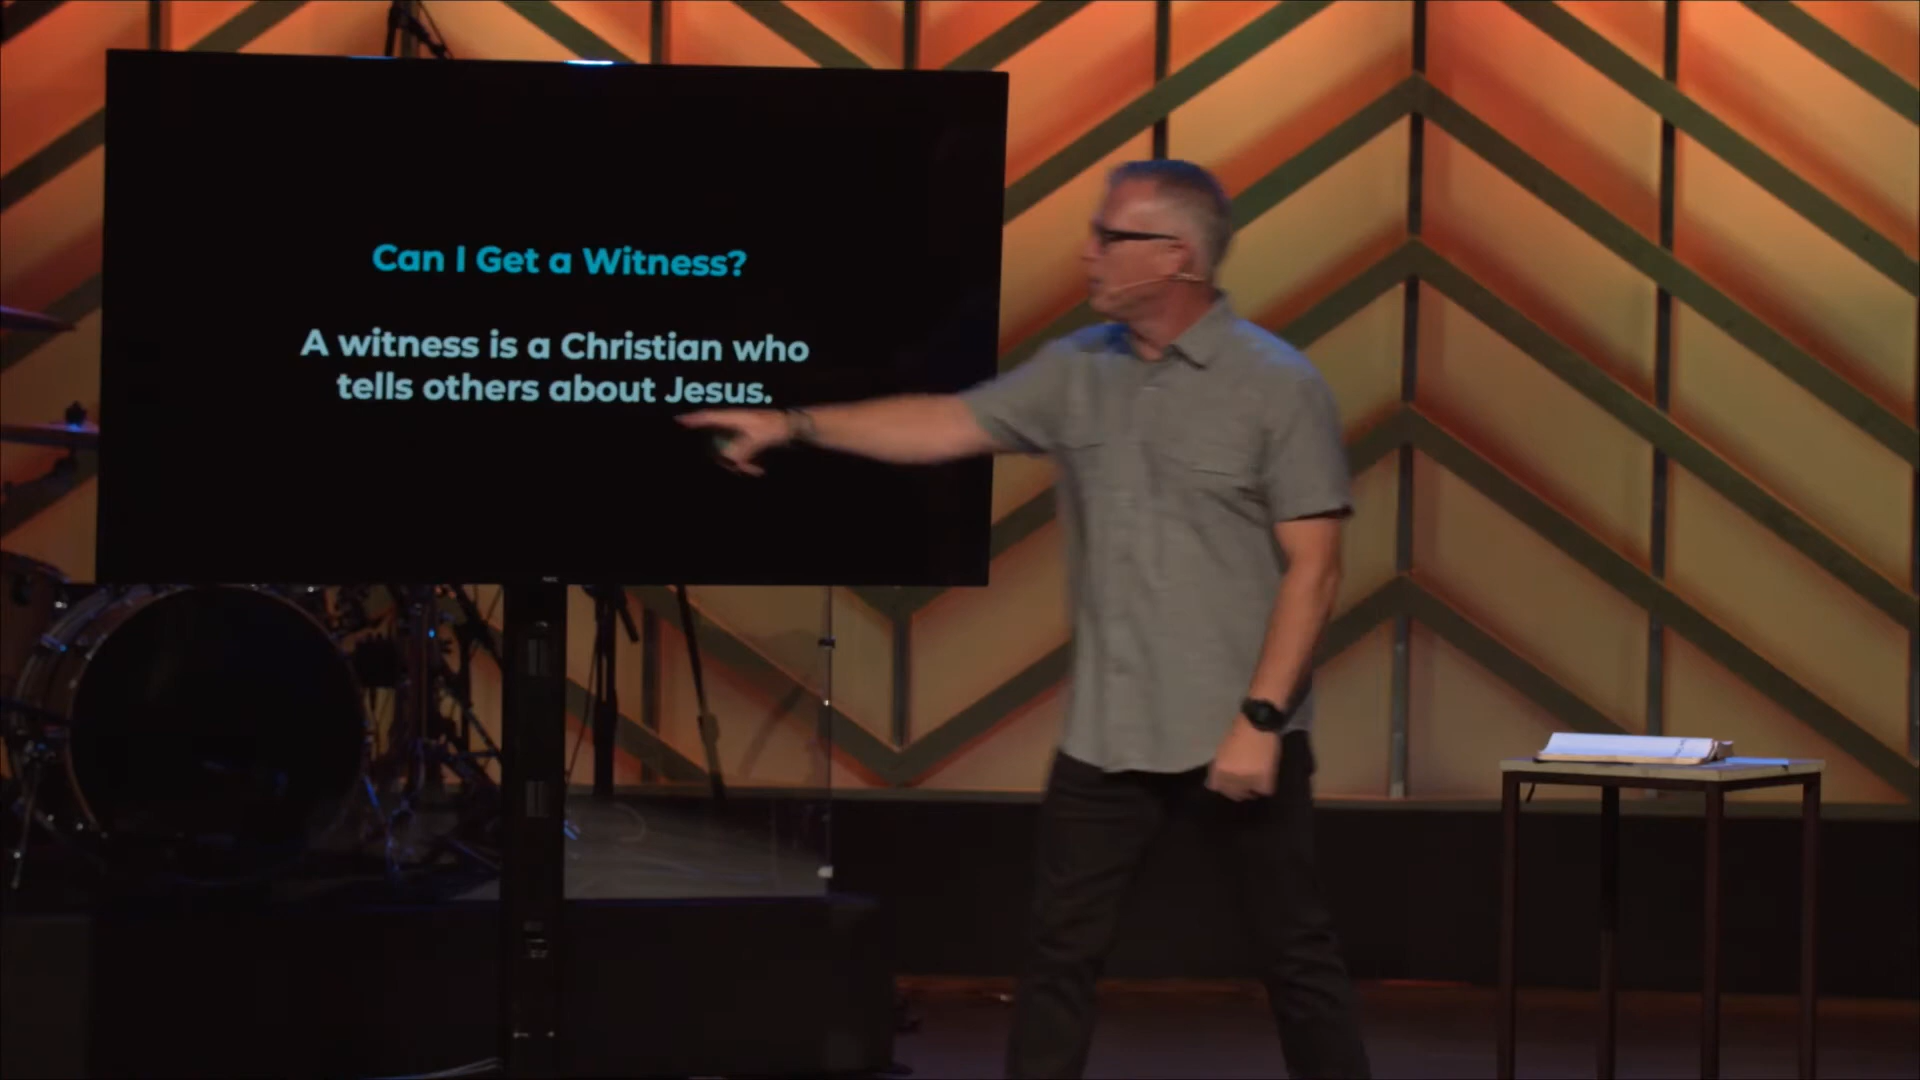 Can I Get a Witness?
A witness is a Christian who
tells others about Jesus.